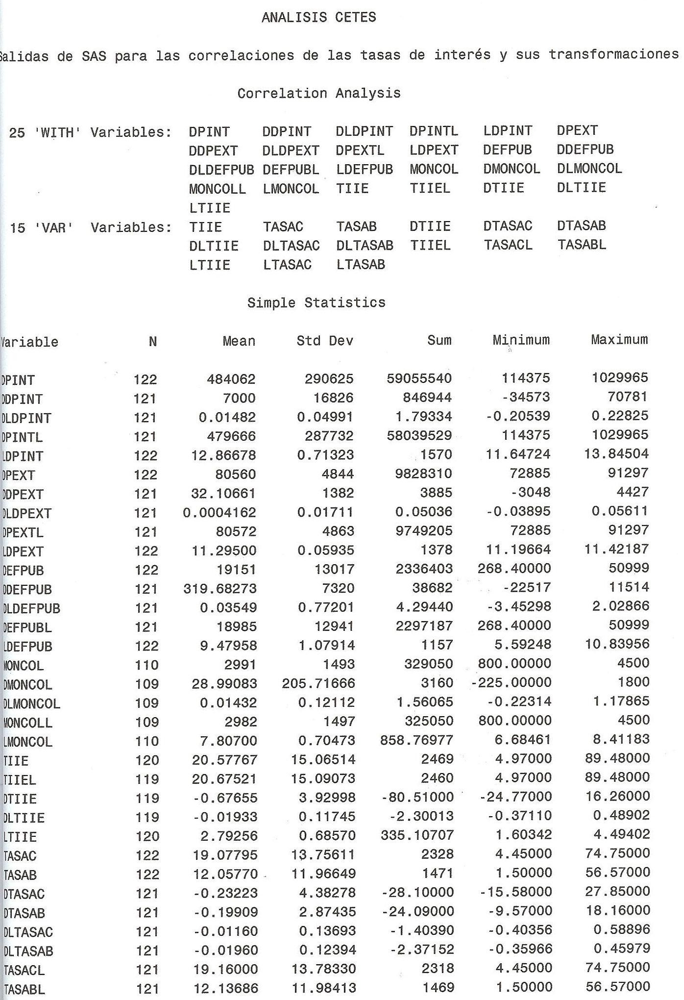 ANALISIS CETES
Salidas de SAS para las correlaciones de las tasas de interés y sus transformaciones
Correlation Analysis
25 'WITH' Variables: DPINT DDPINT DLDPINT DPINTL LDPINT DPEXT
DDPEXT DLDPEXT DPEXTL LDPEXT DEFPUB DDEFPUB
DLDEFPUB DEFPUBL LDEFPUB MONCOL DMONCOL DLMONCOL
MONCOLL LMONCOL TIIE TIIEL DTIIE DLTIIE
LTIIE
15 'VAR' Variables: TIIE TASAC TASAB DTIIE DTASAC DTASAB
DLTIIE DLTASAC DLTASAB TIIEL TASACL TASABL
LTIIE LTASAC LTASAB
Simple Statistics
Variable N Mean Std Dev Sum Minimum Maximum
DPINT 122 484062 290625 59055540 114375 1029965
DDPINT 121 7000 16826 846944 -34573 70781
DLDPINT 121 0.01482 0.04991 1.79334 -0.20539 0.22825
DPINTL 121 479666 287732 58039529 114375 1029965
LDPINT 122 12.86678 0.71323 1570 11.64724 13.84504
DPEXT 122 80560 4844 9828310 72885 91297
DDPEXT 121 32.10661 1382 3885 -3048 4427
DLDPEXT 121 0.0004162 0.01711 0.05036 -0.03895 0.05611
DPEXTL 121 80572 4863 9749205 72885 91297
LDPEXT 122 11.29500 0.05935 1378 11.19664 11.42187
DEFPUB 122 19151 13017 2336403 268.40000 50999
DDEFPUB 121 319.68273 7320 38682 -22517 11514
DLDEFPUB 121 0.03549 0.77201 4.29440 -3.45298 2.02866
DEFPUBL 121 18985 12941 2297187 268.40000 50999
LDEFPUB 122 9.47958 1.07914 1157 5.59248 10.83956
MONCOL 110 2991 1493 329050 800.00000 4500
DMONCOL 109 28.99083 205.71666 3160 -225.00000 1800
DLMONCOL 109 0.01432 0.12112 1.56065 -0.22314 1.17865
MONCOLL 109 2982 1497 325050 800.00000 4500
LMONCOL 110 7.80700 0.70473 858.76977 6.68461 8.41183
TIIE 120 20.57767 15.06514 2469 4.97000 89.48000
TIIEL 119 20.67521 15.09073 2460 4.97000 89.48000
DTIIE 119 -0.67655 3.92998 -80.51000 -24.77000 16.26000
DLTIIE 119 -0.01933 0.11745 -2.30013 -0.37110 0.48902
LTIIE 120 2.79256 0.68570 335.10707 1.60342 4.49402
TASAC 122 19.07795 13.75611 2328 4.45000 74.75000
TASAB 122 12.05770 11.96649 1471 1.50000 56.57000
DTASAC 121 -0.23223 4.38278 -28.10000 -15.58000 27.85000
DTASAB 121 -0.19909 2.87435 -24.09000 -9.57000 18.16000
DLTASAC 121 -0.01160 0.13693 -1.40390 -0.40356 0.58896
DLTASAB 121 -0.01960 0.12394 -2.37152 -0.35966 0.45979
TASACL 121 19.16000 13.78330 2318 4.45000 74.75000
TASABL 121 12.13686 11.98413 1469 1.50000 56.57000